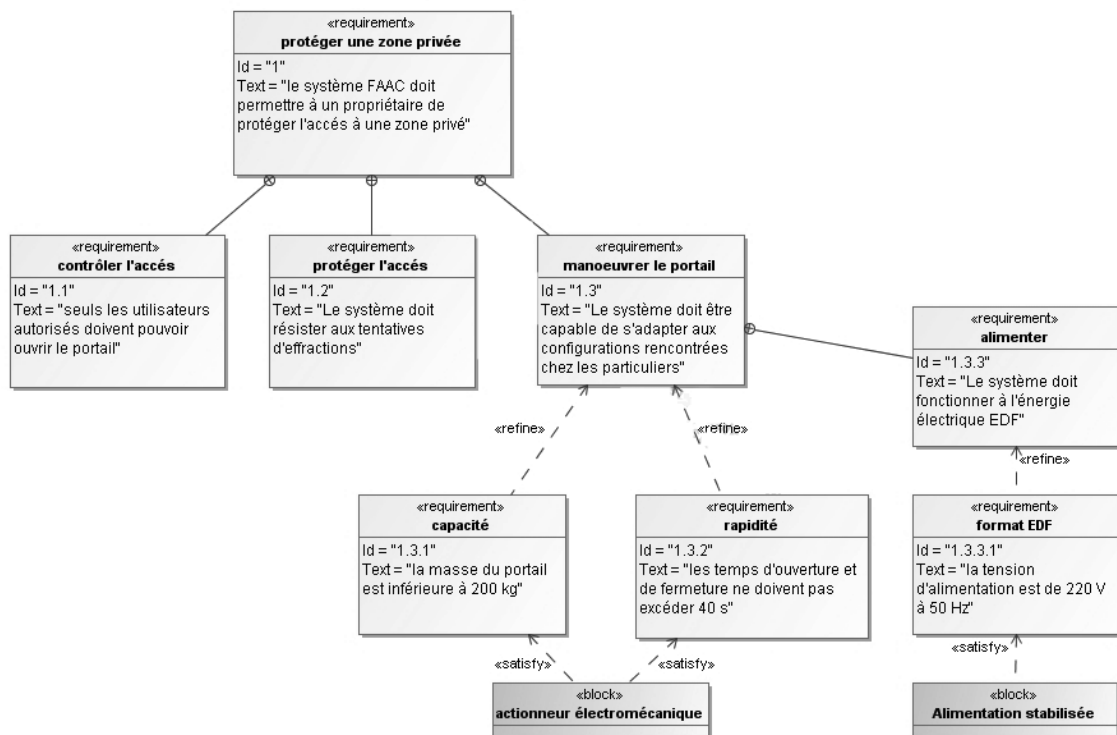 «requirement»
protéger une zone privée
Id = "1"
Text = "le système FAAC doit
permettre à un propriétaire de
protéger l'accés à une zone privé"
«requirement»
contrôler l'accés
Id = "1.1"
Text = "seuls les utilisateurs
autorisés doivent pouvoir
ouvrir le portail"
«requirement»
protéger l'accés
Id = "1.2"
Text = "Le système doit
résister aux tentatives
d'effractions"
«requirement»
manoeuvrer le portail
Id = "1.3"
Text = "Le système doit être
capable de s'adapter aux
configurations rencontrées
chez les particuliers"
«requirement»
alimenter
Id = "1.3.3"
Text = "Le système doit
fonctionner à l'énergie
électrique EDF"
«refine»
«refine»
«refine»
«requirement»
capacité
Id = "1.3.1"
Text = "la masse du portail
est inférieure à 200 kg"
«requirement»
rapidité
Id = "1.3.2"
Text = "les temps d'ouverture et
de fermeture ne doivent pas
excéder 40 s"
«requirement»
format EDF
Id = "1.3.3.1"
Text = "la tension
d'alimentation est de 220 V
à 50 Hz"
«satisfy»
«satisfy»
«satisfy»
«block»
actionneur électromécanique
«block»
Alimentation stabilisée